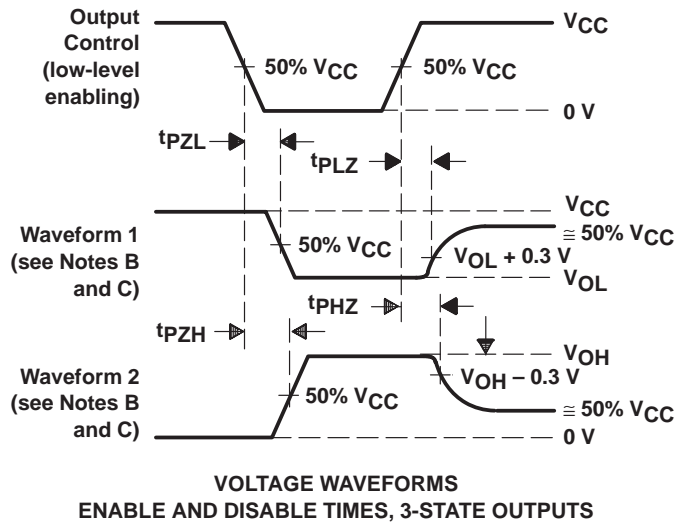 Output
Control
(low-level
enabling)
VCC
50% VCC
50% VCC
0 V
tPZL
tPLZ
Waveform 1
(see Notes B
and C)
VCC
≅ 50% VCC
50% VCC
VOL + 0.3 V
VOL
tPHZ
tPZH
Waveform 2
(see Notes B
and C)
VOH
VOH – 0.3 V
50% VCC
≅ 50% VCC
0 V
VOLTAGE WAVEFORMS
ENABLE AND DISABLE TIMES, 3-STATE OUTPUTS